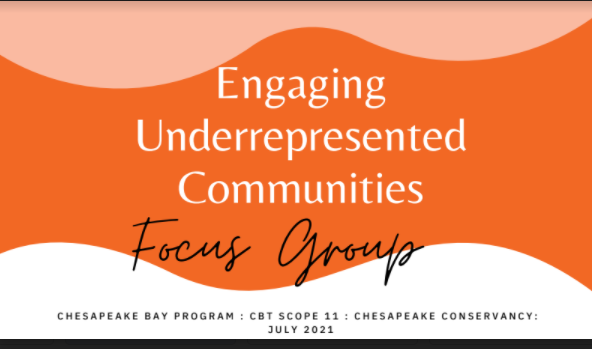 Engaging
Underrepresented
Communities
Focus Group
CHESAPEAKE BAY PROGRAM : CBT SCOPE 11 : CHESAPEAKE CONSERVANCY:
JULY 2021